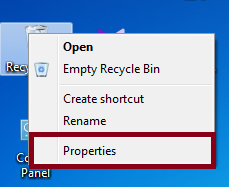 Open
Empty Recycle Bin
Create shortcut
Rename
Properties
Panel